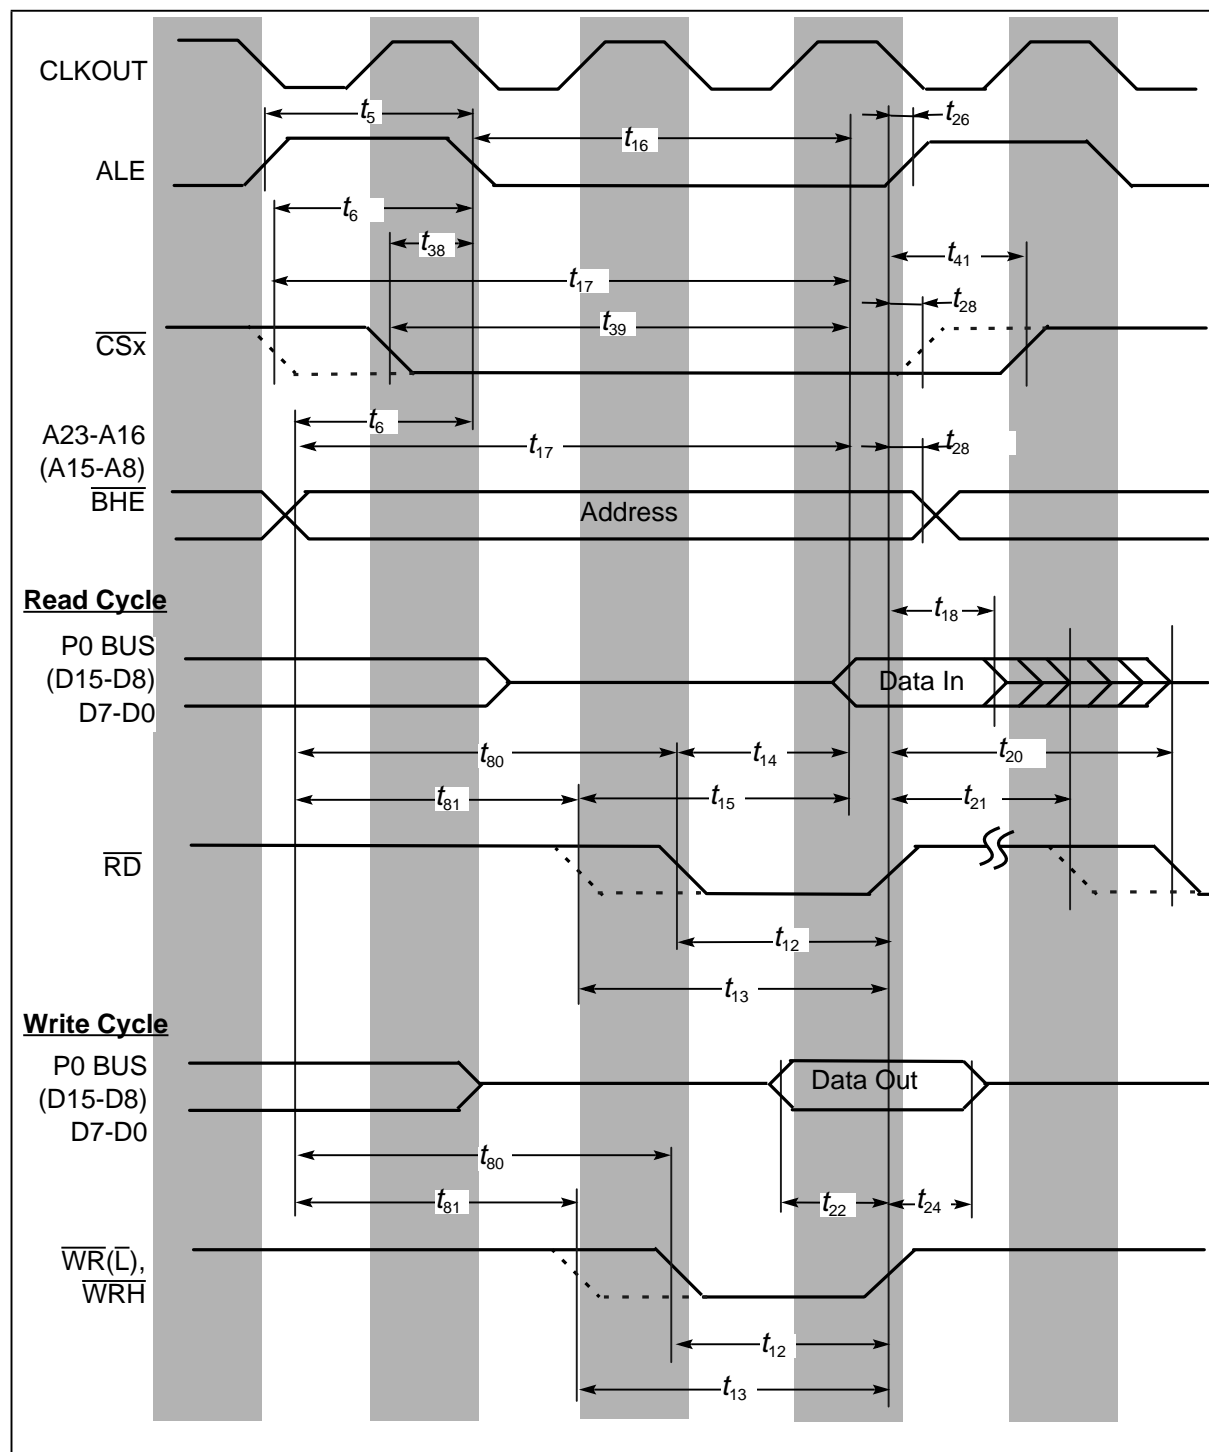 CLKOUT
t5
t26
t16
ALE
t6
t38
t41
t17
t28
t39
CSx
t6
A23-A16
t17
t28
(A15-A8)
BHE
Address
Read Cycle
t18
P0 BUS
(D15-D8)
Data In
D7-D0
t80
t14
t20
t81
t15
t21
RD
t12
t13
Write Cycle
P0 BUS
Data Out
(D15-D8)
D7-D0
t80
t81
t22
t24
WR(L),
WRH
t12
t13